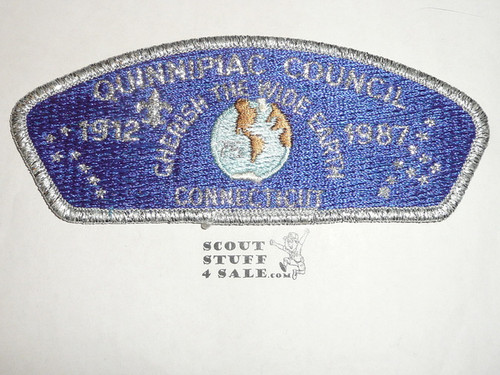 QUINNIPIAC COUNCIL
1912 1987
CHERISH THE WIDE EARTH
CONNECTICUT
SCOUT
STUFF
4 SALE.COM